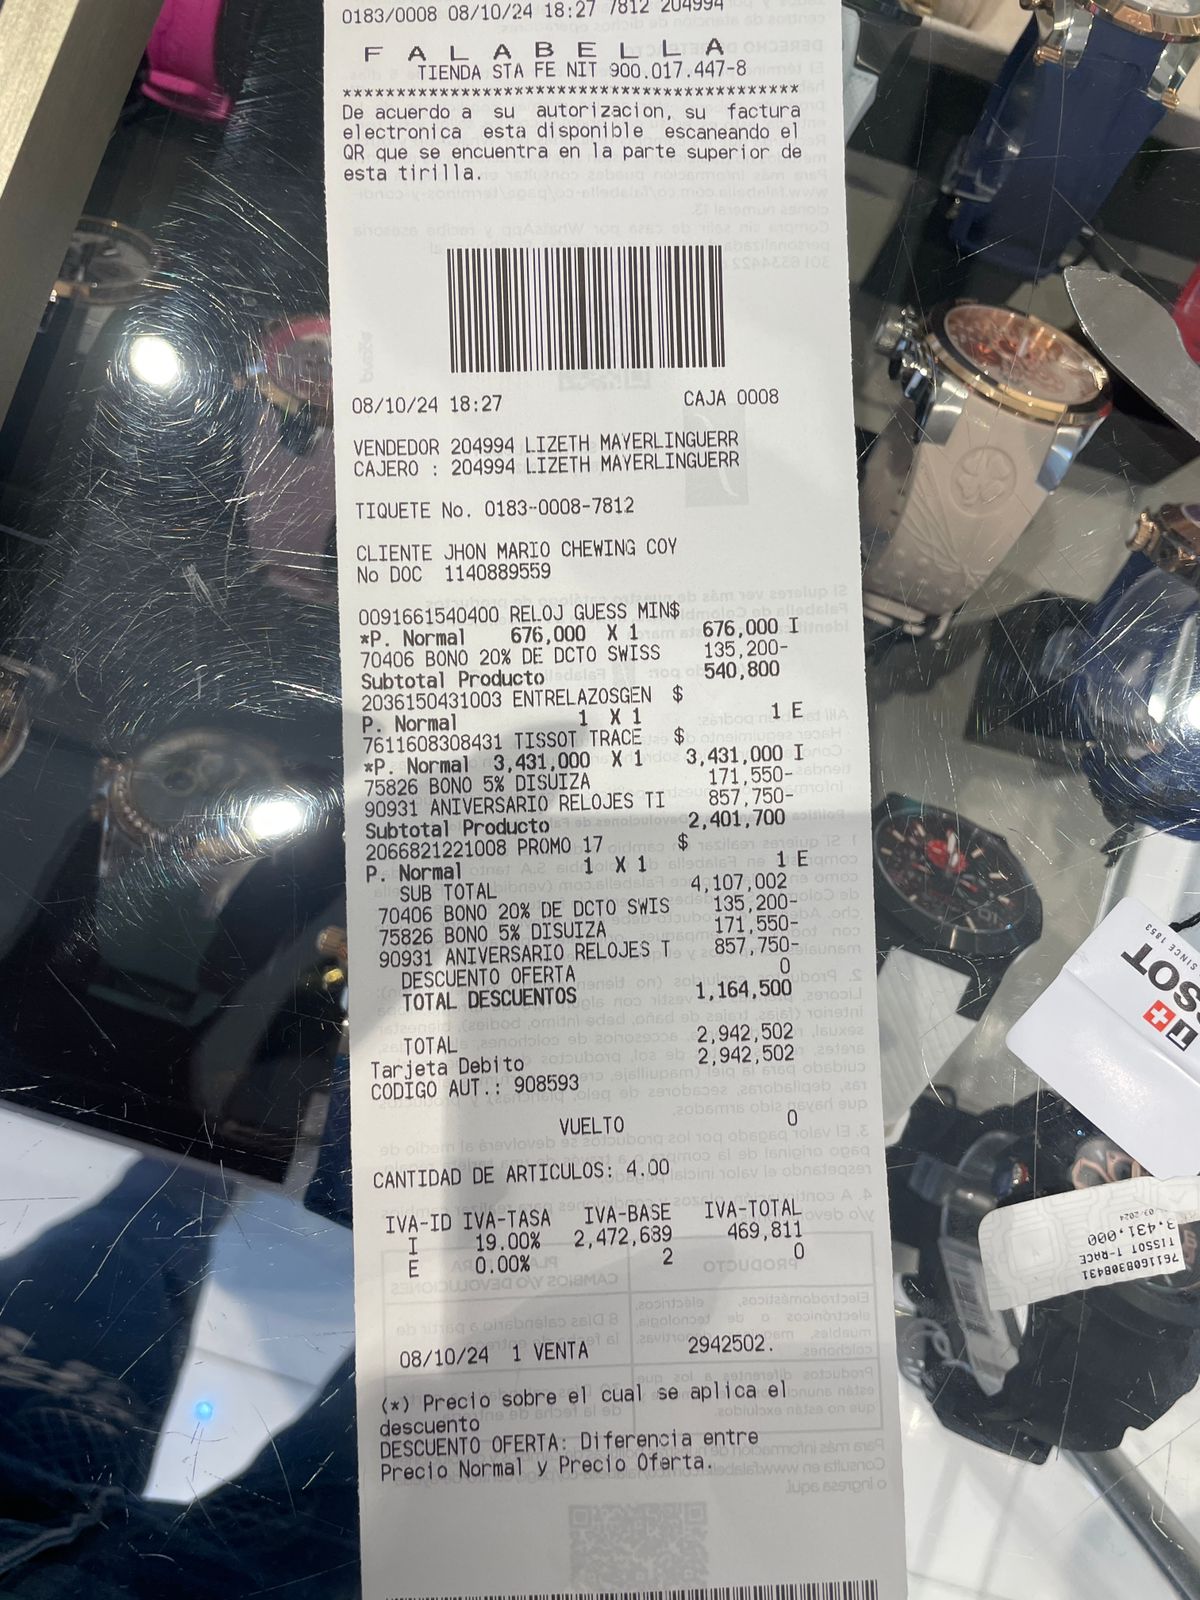 0183/0008 08/10/24 18:27 7812 204994
F A L A B E L L A
TIENDA STA FE NIT 900.017.447-8
******************************************
De acuerdo a su autorizacion, su factura
electronica esta disponible escaneando el
QR que se encuentra en la parte superior de
esta tirilla.
08/10/24 18:27 CAJA 0008
VENDEDOR 204994 LIZETH MAYERLINGUERR
CAJERO : 204994 LIZETH MAYERLINGUERR
TIQUETE No. 0183-0008-7812
CLIENTE JHON MARIO CHEWING COY
No DOC 1140889559
0091661540400 RELOJ GUESS MIN$
*P. Normal 676,000 X 1 676,000 I
70406 BONO 20% DE DCTO SWISS 135,200-
Subtotal Producto 540,800
2036150431003 ENTRELAZOSGEN $
P. Normal 1 X 1 1 E
7611608308431 TISSOT TRACE $
*P. Normal 3,431,000 X 1 3,431,000 I
75826 BONO 5% DISUIZA 171,550-
90931 ANIVERSARIO RELOJES TI 857,750-
Subtotal Producto 2,401,700
2066821221008 PROMO 17 $
P. Normal 1 X 1 1 E
SUB TOTAL 4,107,002
70406 BONO 20% DE DCTO SWIS 135,200-
75826 BONO 5% DISUIZA 171,550-
90931 ANIVERSARIO RELOJES T 857,750-
DESCUENTO OFERTA 0
TOTAL DESCUENTOS 1,164,500
TOTAL 2,942,502
Tarjeta Debito 2,942,502
CODIGO AUT.: 908593
VUELTO 0
CANTIDAD DE ARTICULOS: 4.00
IVA-ID IVA-TASA IVA-BASE IVA-TOTAL
I 19.00% 2,472,689 469,811
E 0.00% 2 0
08/10/24 1 VENTA 2942502.
(*) Precio sobre el cual se aplica el
descuento
DESCUENTO OFERTA: Diferencia entre
Precio Normal y Precio Oferta.
SSOT
SINCE 1853
7611608308431
TISSOT T-RACE
3,431,000
03-2024